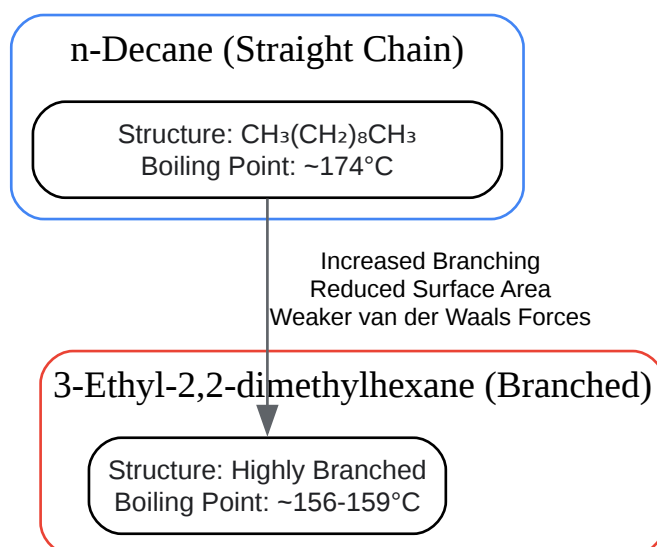 n-Decane (Straight Chain)
Structure: CH₃(CH₂)₈CH₃
Boiling Point: ~174°C
Increased Branching
Reduced Surface Area
Weaker van der Waals Forces
3-Ethyl-2,2-dimethylhexane (Branched)
Structure: Highly Branched
Boiling Point: ~156-159°C